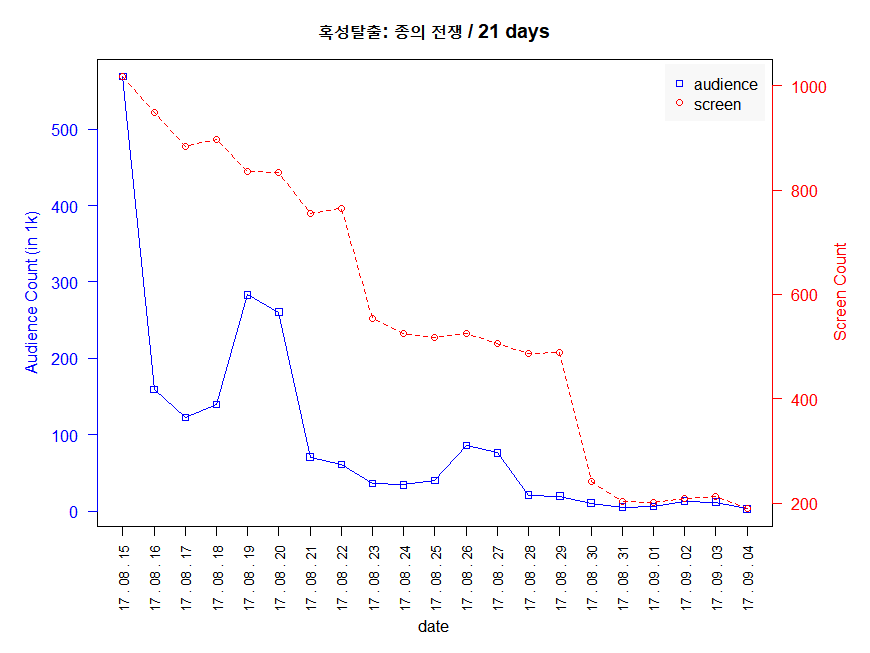 혹성탈출: 종의 전쟁 / 21 days
audience
screen
Audience Count (in 1k)
500
400
300
200
100
0
1000
800
600
400
200
Screen Count
17 . 08 . 15
17 . 08 . 16
17 . 08 . 17
17 . 08 . 18
17 . 08 . 19
17 . 08 . 20
17 . 08 . 21
17 . 08 . 22
17 . 08 . 23
17 . 08 . 24
17 . 08 . 25
17 . 08 . 26
17 . 08 . 27
17 . 08 . 28
17 . 08 . 29
17 . 08 . 30
17 . 08 . 31
17 . 09 . 01
17 . 09 . 02
17 . 09 . 03
17 . 09 . 04
date